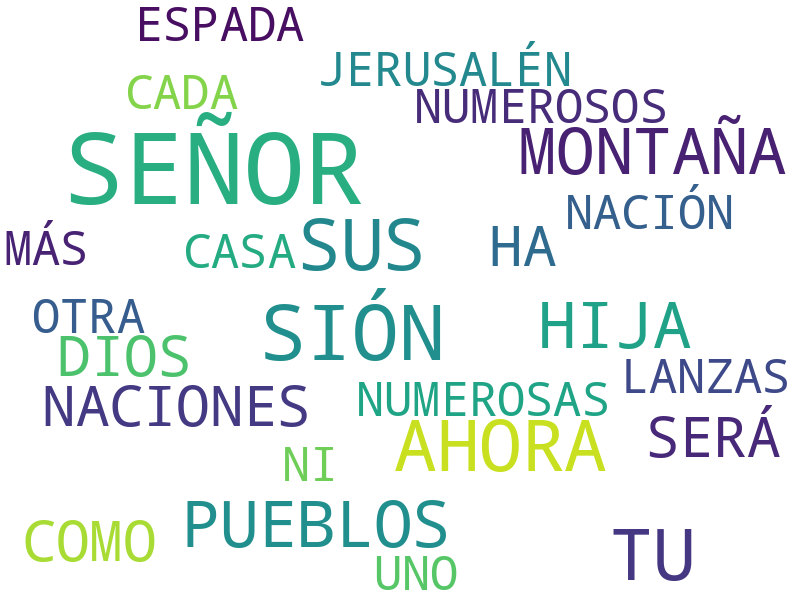 ESPADA
JERUSALÉN
CADA
NUMEROSOS
SEÑOR
MONTAÑA
NACIÓN
MÁS
CASA
SUS
HA
OTRA
SIÓN
HIJA
DIOS
LANZAS
NACIONES
NUMEROSAS
AHORA
SERÁ
NI
COMO
PUEBLOS
TU
UNO